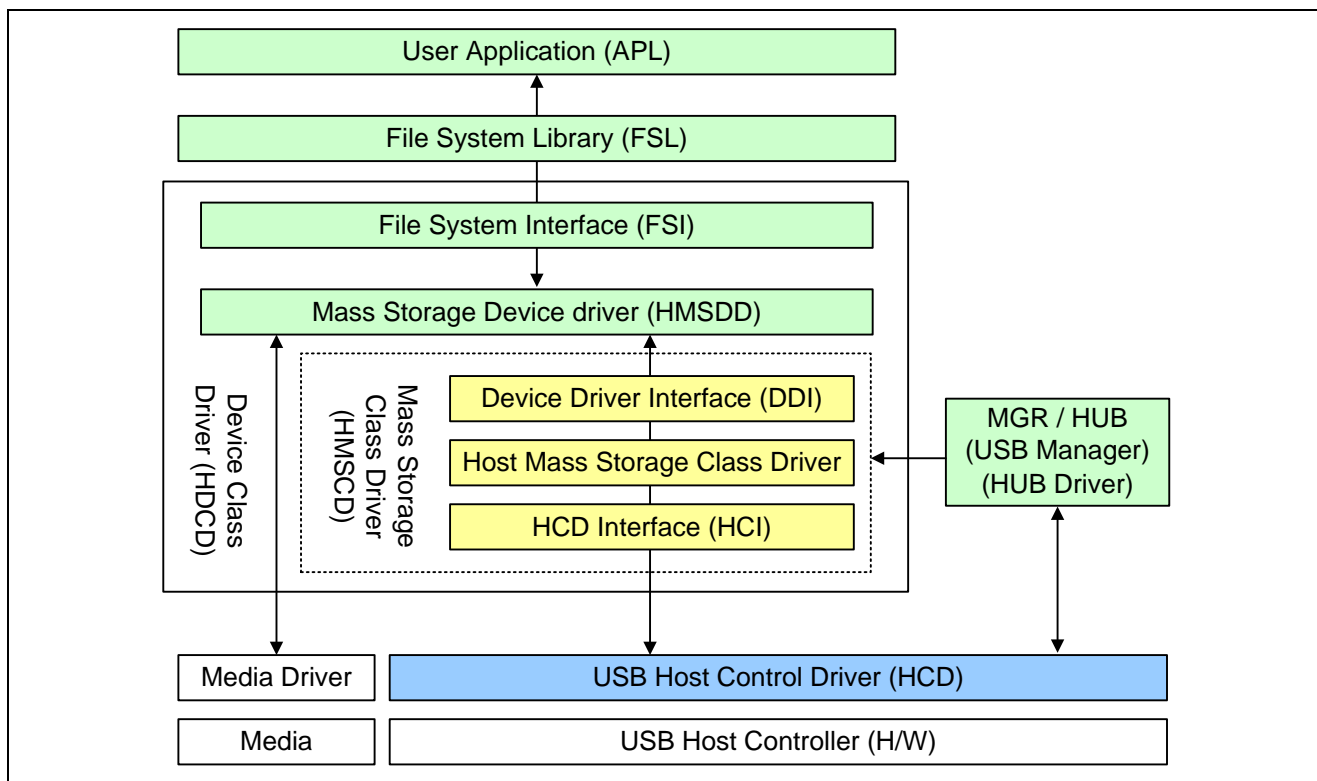 User Application (APL)
File System Library (FSL)
File System Interface (FSI)
Mass Storage Device driver (HMSDD)
Device Class
Driver (HDCD)
Mass Storage
Class Driver
(HMSCD)
Device Driver Interface (DDI)
Host Mass Storage Class Driver
HCD Interface (HCI)
MGR / HUB
(USB Manager)
(HUB Driver)
Media Driver
USB Host Control Driver (HCD)
Media
USB Host Controller (H/W)